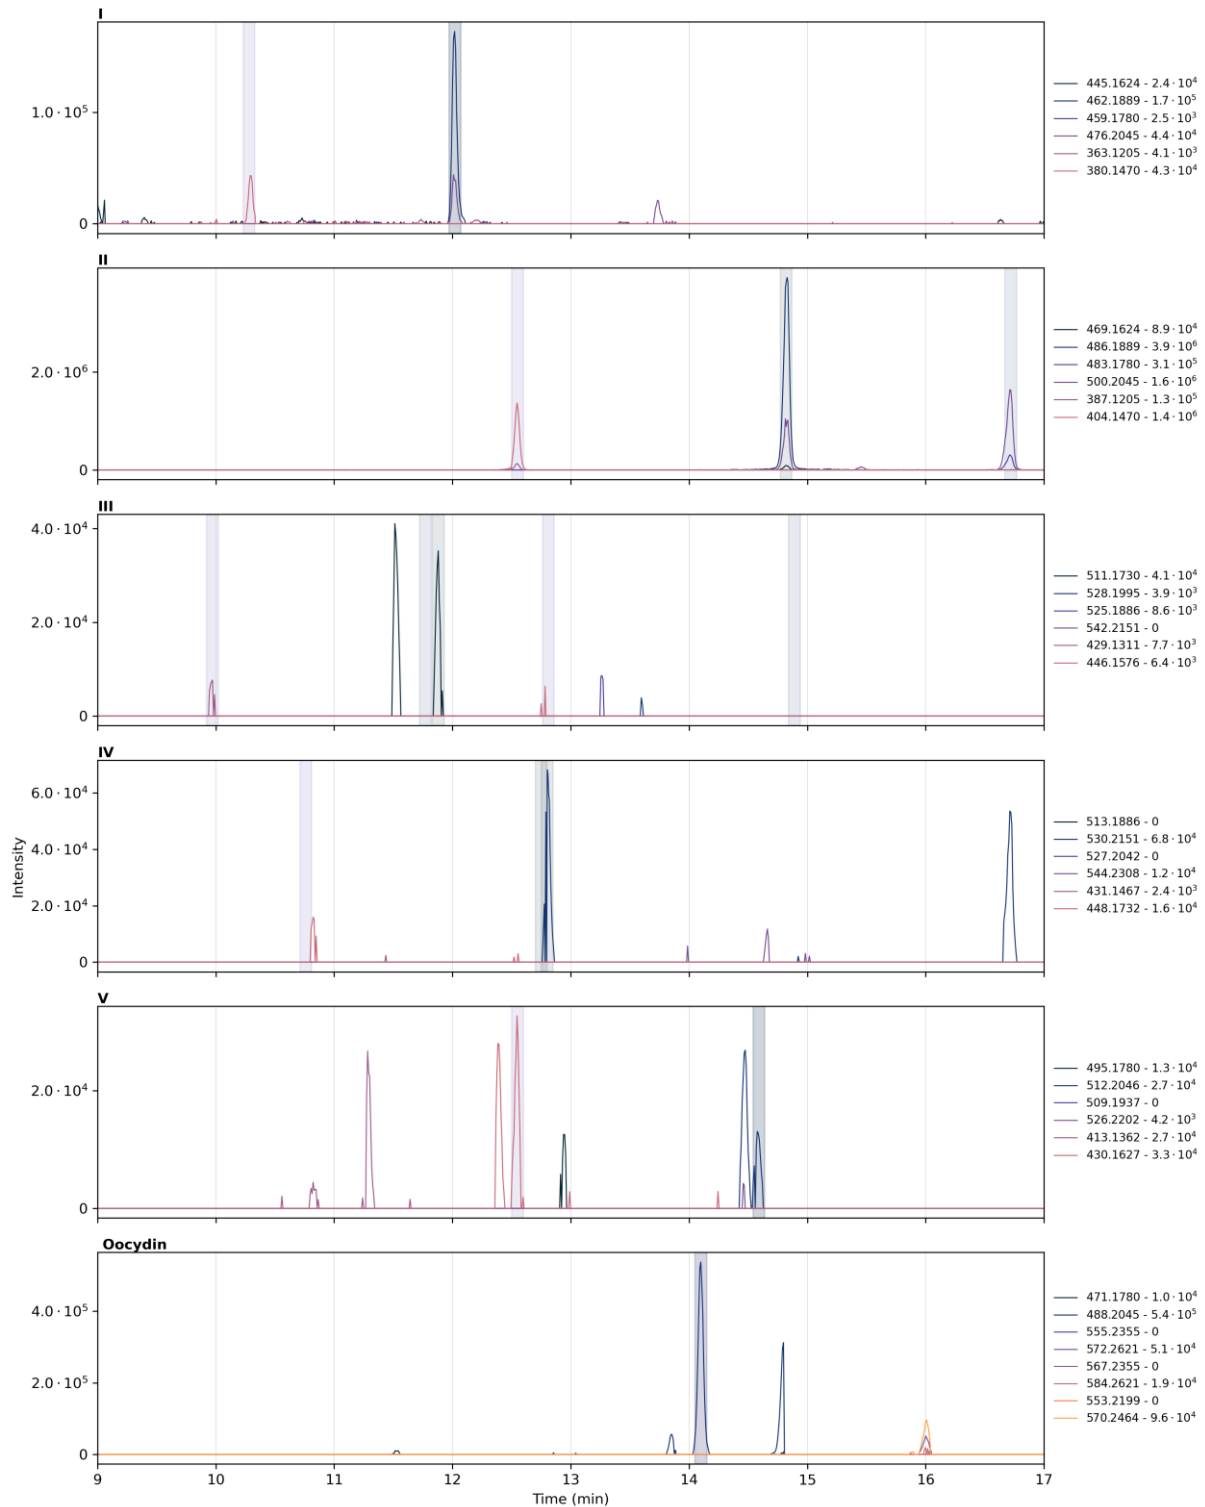 I
1.0 · 10⁵
0
445.1624 - 2.4 · 10⁴
462.1889 - 1.7 · 10⁵
459.1780 - 2.5 · 10³
476.2045 - 4.4 · 10⁴
363.1205 - 4.1 · 10³
380.1470 - 4.3 · 10⁴
II
2.0 · 10⁶
0
469.1624 - 8.9 · 10⁴
486.1889 - 3.9 · 10⁶
483.1780 - 3.1 · 10⁵
500.2045 - 1.6 · 10⁶
387.1205 - 1.3 · 10⁵
404.1470 - 1.4 · 10⁶
III
4.0 · 10⁴
2.0 · 10⁴
0
511.1730 - 4.1 · 10⁴
528.1995 - 3.9 · 10³
525.1886 - 8.6 · 10³
542.2151 - 0
429.1311 - 7.7 · 10³
446.1576 - 6.4 · 10³
IV
6.0 · 10⁴
4.0 · 10⁴
2.0 · 10⁴
0
Intensity
513.1886 - 0
530.2151 - 6.8 · 10⁴
527.2042 - 0
544.2308 - 1.2 · 10⁴
431.1467 - 2.4 · 10³
448.1732 - 1.6 · 10⁴
V
2.0 · 10⁴
0
495.1780 - 1.3 · 10⁴
512.2046 - 2.7 · 10⁴
509.1937 - 0
526.2202 - 4.2 · 10³
413.1362 - 2.7 · 10⁴
430.1627 - 3.3 · 10⁴
Oocydin
4.0 · 10⁵
2.0 · 10⁵
0
471.1780 - 1.0 · 10⁴
488.2045 - 5.4 · 10⁵
555.2355 - 0
572.2621 - 5.1 · 10⁴
567.2355 - 0
584.2621 - 1.9 · 10⁴
553.2199 - 0
570.2464 - 9.6 · 10⁴
9 10 11 12 13 14 15 16 17
Time (min)